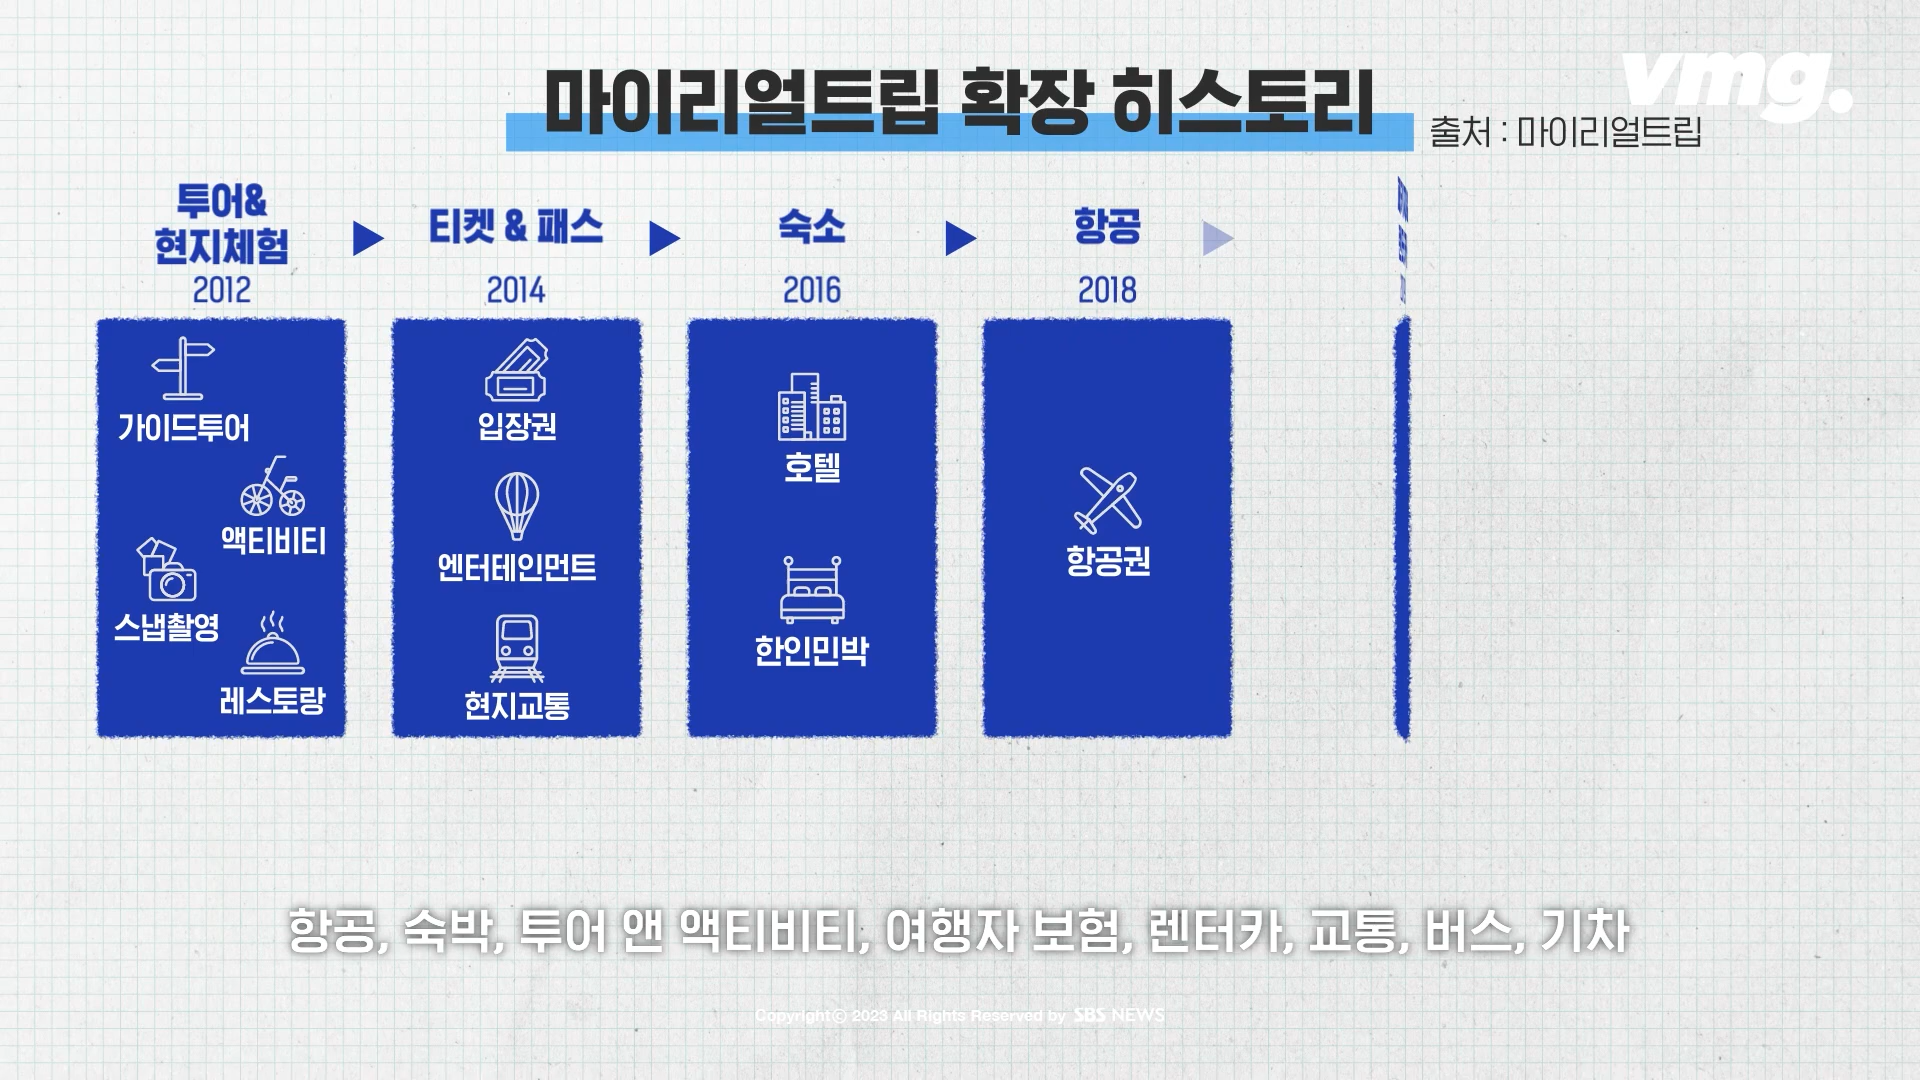 마이리얼트립 확장 히스토리
vmg.
출처 : 마이리얼트립
투어&
현지체험
2012
가이드투어
액티비티
스냅촬영
레스토랑
티켓 & 패스
2014
입장권
엔터테인먼트
현지교통
숙소
2016
호텔
한인민박
항공
2018
항공권
항공, 숙박, 투어 앤 액티비티, 여행자 보험, 렌터카, 교통, 버스, 기차
Copyrightⓒ 2023 All Rights Reserved by SBS NEWS